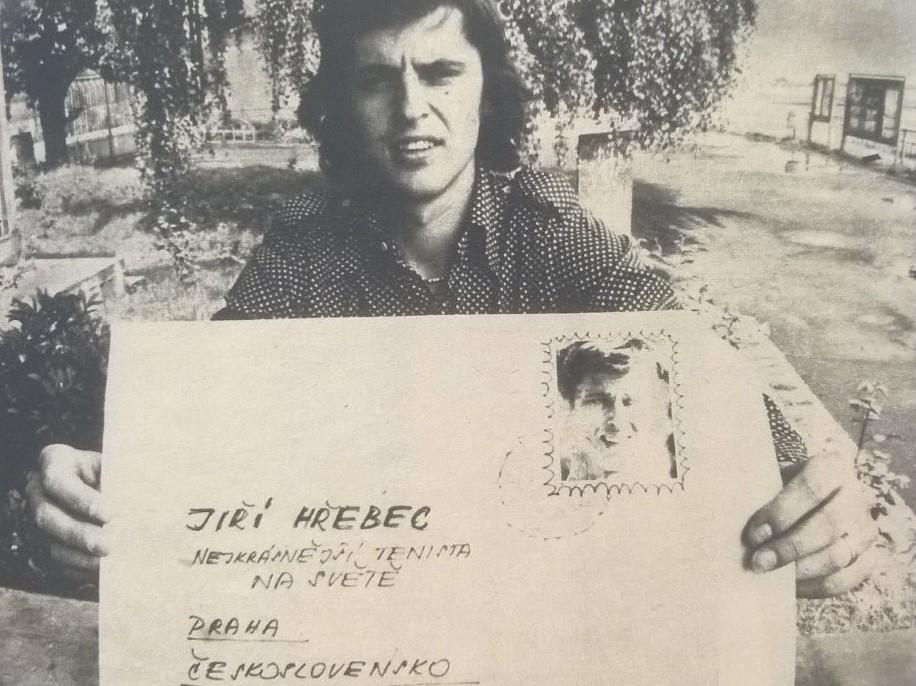 JIŘÍ HŘEBEC
NEJKRÁSNĚJŠÍ TENISTA
NA SVĚTĚ
PRAHA
ČESKOSLOVENSKO